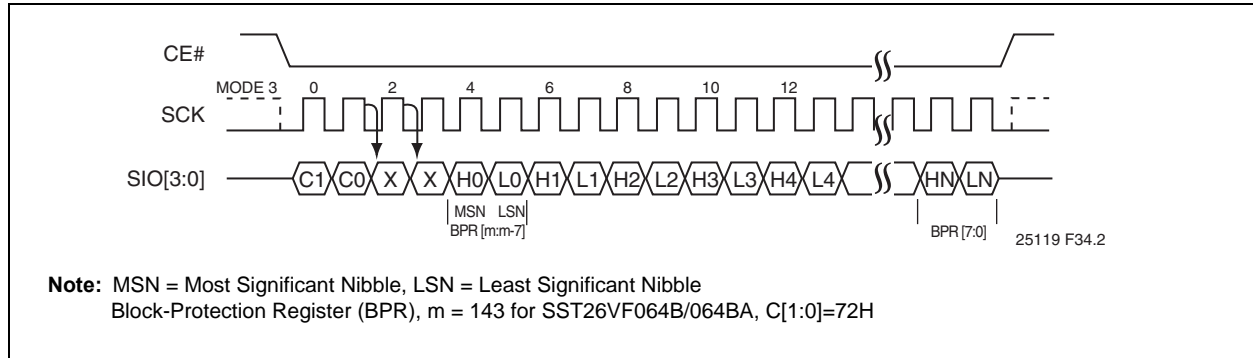 CE#
MODE 3 0 2 4 6 8 10 12
SCK
SIO[3:0] C1 C0 X X H0 L0 H1 L1 H2 L2 H3 L3 H4 L4 HN LN
MSN LSN
BPR [m:m-7]
BPR [7:0]
25119 F34.2
Note: MSN = Most Significant Nibble, LSN = Least Significant Nibble
Block-Protection Register (BPR), m = 143 for SST26VF064B/064BA, C[1:0]=72H